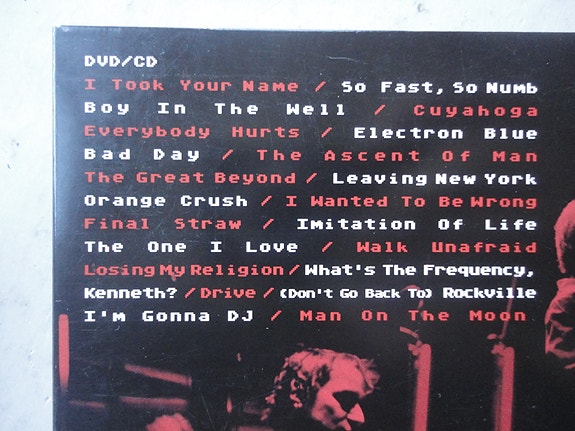 DVD/CD
I Took Your Name / So Fast, So Numb
Boy In The Well / Cuyahoga
Everybody Hurts / Electron Blue
Bad Day / The Ascent Of Man
The Great Beyond / Leaving New York
Orange Crush / I Wanted To Be Wrong
Final Straw / Imitation Of Life
The One I Love / Walk Unafraid
Losing My Religion / What's The Frequency,
Kenneth? / Drive / (Don't Go Back To) Rockville
I'm Gonna DJ / Man On The Moon